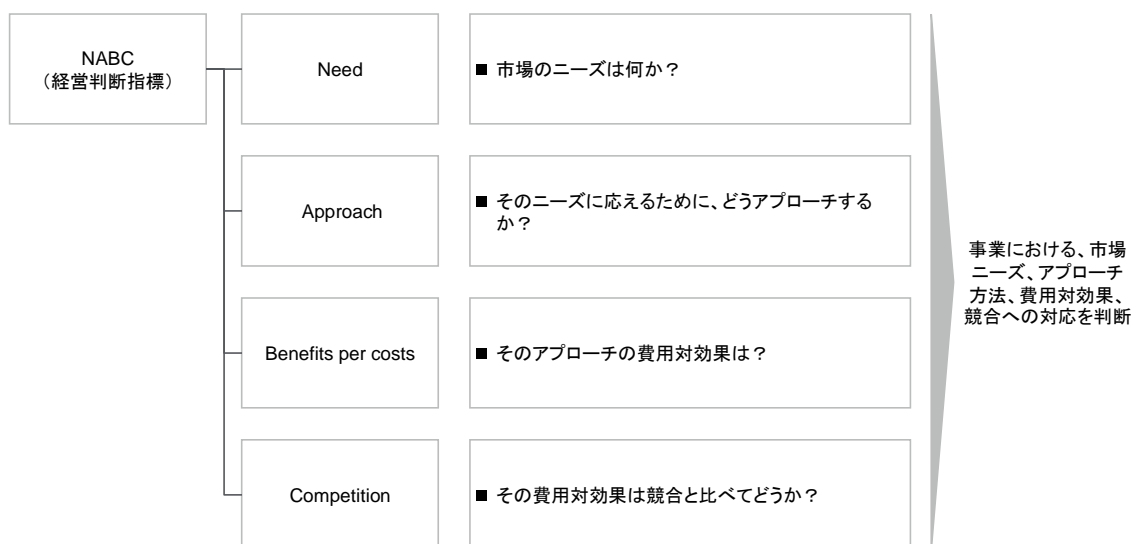 NABC
（経営判断指標）
Need
■ 市場のニーズは何か？
Approach
■ そのニーズに応えるために、どうアプローチする
か？
Benefits per costs
■ そのアプローチの費用対効果は？
Competition
■ その費用対効果は競合と比べてどうか？
事業における、市場
ニーズ、アプローチ
方法、費用対効果、
競合への対応を判断